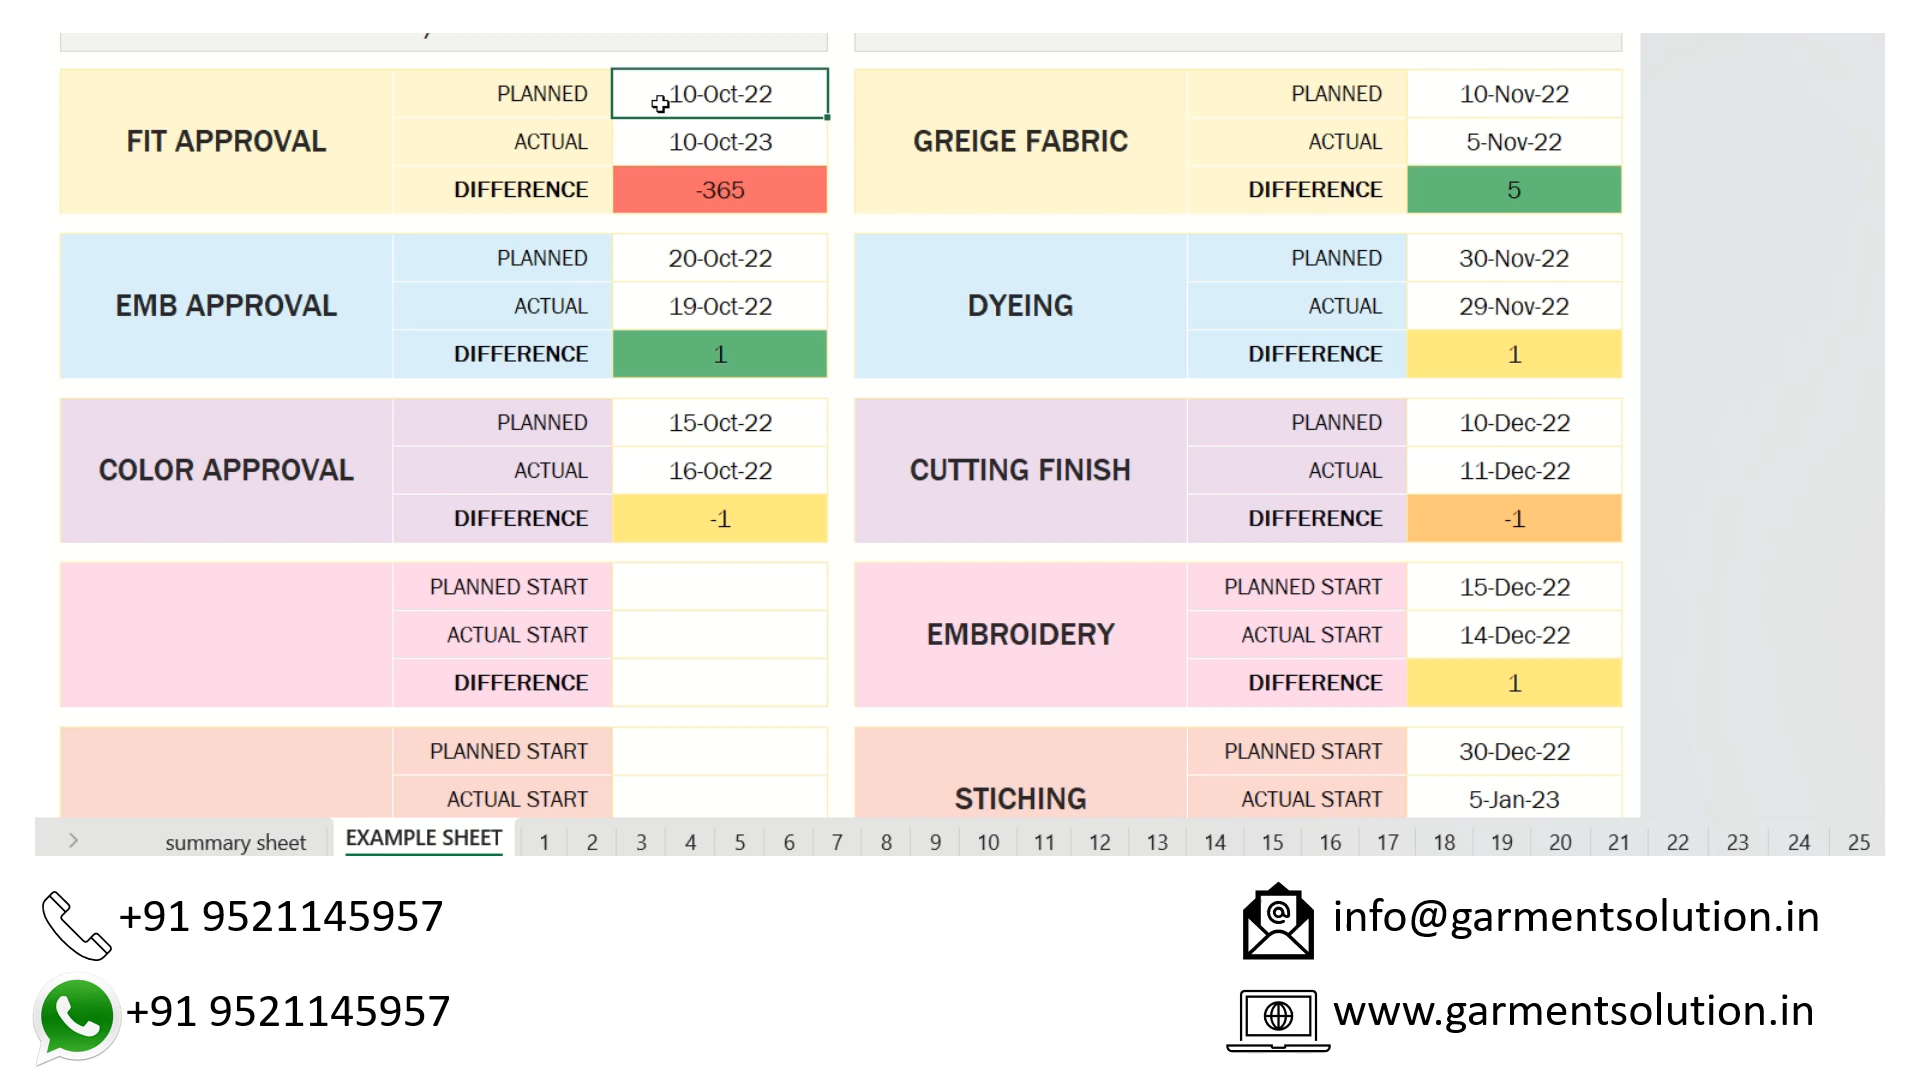 FIT APPROVAL
PLANNED 10-Oct-22
ACTUAL 10-Oct-23
DIFFERENCE -365
EMB APPROVAL
PLANNED 20-Oct-22
ACTUAL 19-Oct-22
DIFFERENCE 1
COLOR APPROVAL
PLANNED 15-Oct-22
ACTUAL 16-Oct-22
DIFFERENCE -1
PLANNED START
ACTUAL START
DIFFERENCE
PLANNED START
ACTUAL START
GREIGE FABRIC
PLANNED 10-Nov-22
ACTUAL 5-Nov-22
DIFFERENCE 5
DYEING
PLANNED 30-Nov-22
ACTUAL 29-Nov-22
DIFFERENCE 1
CUTTING FINISH
PLANNED 10-Dec-22
ACTUAL 11-Dec-22
DIFFERENCE -1
EMBROIDERY
PLANNED START 15-Dec-22
ACTUAL START 14-Dec-22
DIFFERENCE 1
STICHING
PLANNED START 30-Dec-22
ACTUAL START 5-Jan-23
summary sheet EXAMPLE SHEET 1 2 3 4 5 6 7 8 9 10 11 12 13 14 15 16 17 18 19 20 21 22 23 24 25
+91 9521145957
+91 9521145957
info@garmentsolution.in
www.garmentsolution.in